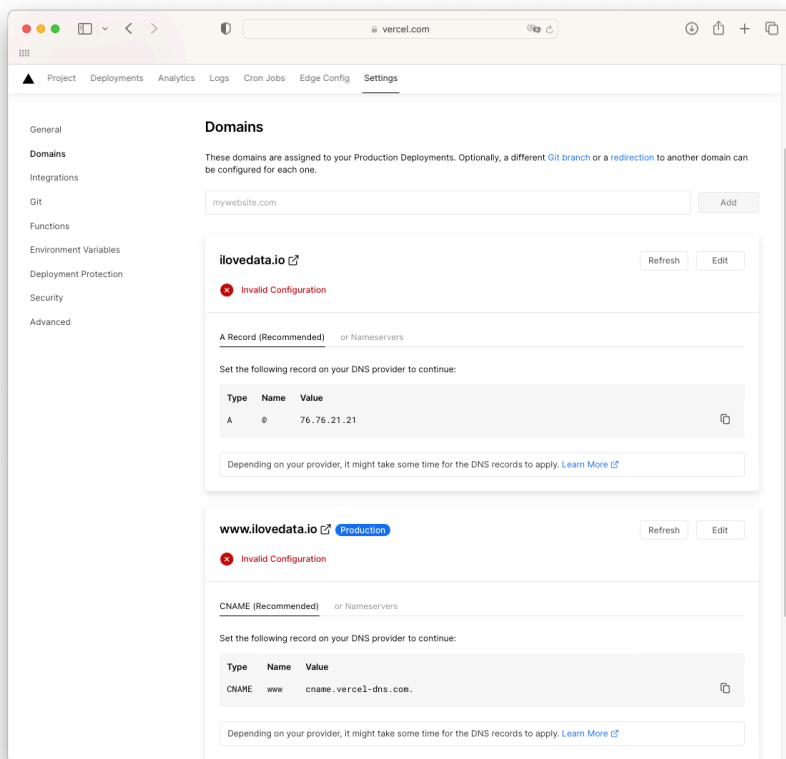 vercel.com
Project Deployments Analytics Logs Cron Jobs Edge Config Settings
General
Domains
Integrations
Git
Functions
Environment Variables
Deployment Protection
Security
Advanced
Domains
These domains are assigned to your Production Deployments. Optionally, a different Git branch or a redirection to another domain can
be configured for each one.
mywebsite.com Add
ilovedata.io Refresh Edit
Invalid Configuration
A Record (Recommended) or Nameservers
Set the following record on your DNS provider to continue:
Type Name Value
A @ 76.76.21.21
Depending on your provider, it might take some time for the DNS records to apply. Learn More
www.ilovedata.io Production Refresh Edit
Invalid Configuration
CNAME (Recommended) or Nameservers
Set the following record on your DNS provider to continue:
Type Name Value
CNAME www cname.vercel-dns.com.
Depending on your provider, it might take some time for the DNS records to apply. Learn More